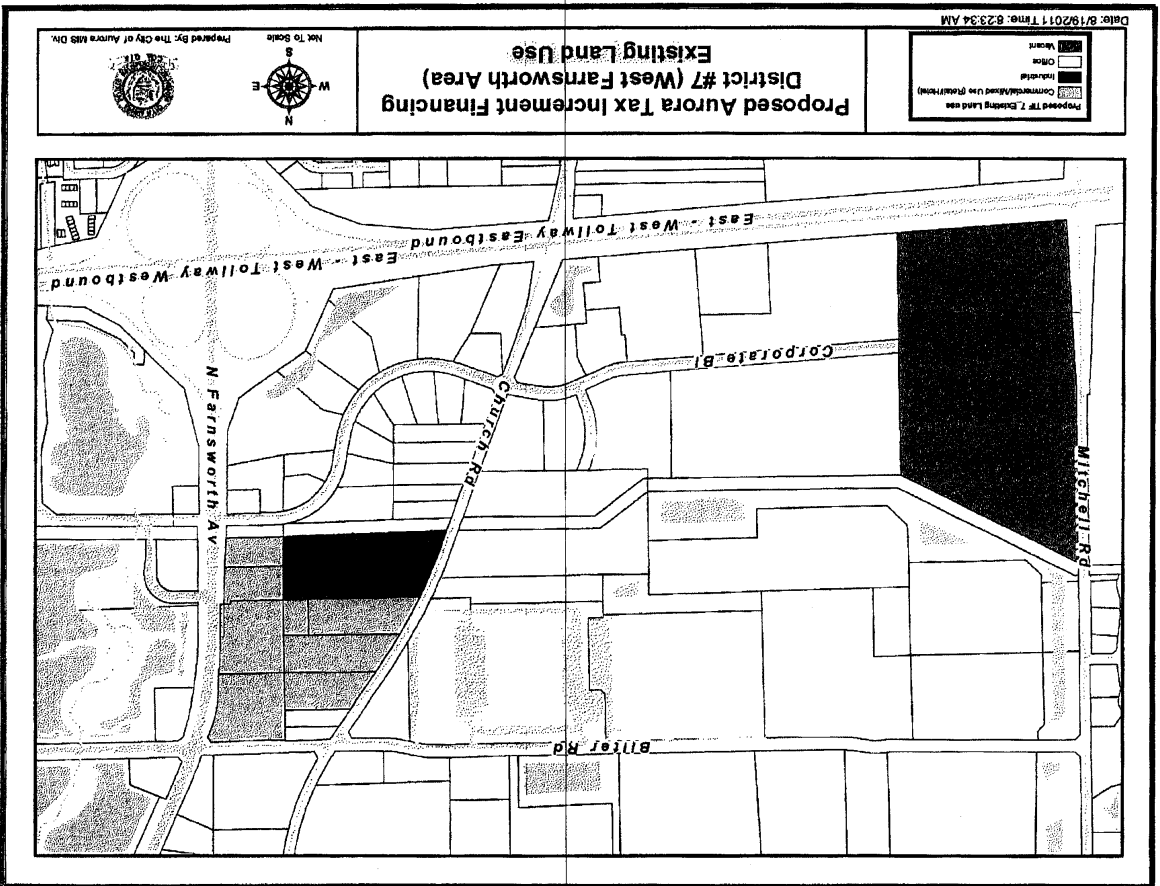 Bilter Rd
Mitchell Rd
Church Rd
N Farnsworth Av
Corporate Bl
East - West Tollway Westbound
East - West Tollway Eastbound
Proposed TIF 7_Existing Land use
Commercial/Mixed Use (Retail/Hotel)
Industrial
Office
Vacant
Proposed Aurora Tax Increment Financing
District #7 (West Farnsworth Area)
Existing Land Use
N
W
E
S
Not To Scale
Prepared By: The City of Aurora MIS Div.
Date: 8/19/2011 Time: 8:23:34 AM